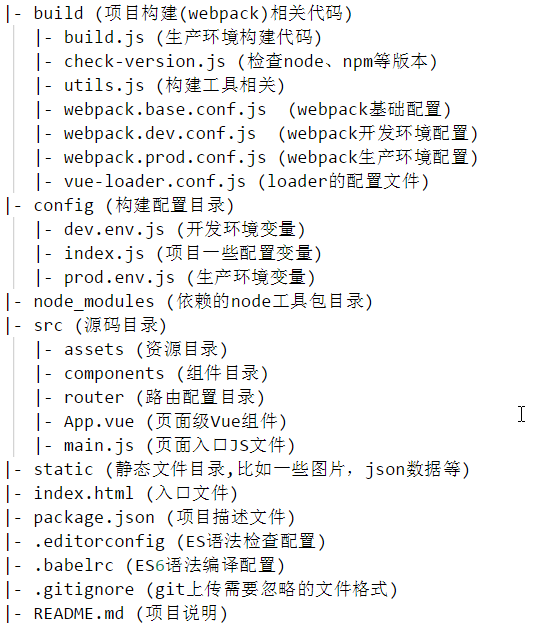 |- build (项目构建(webpack)相关代码)
|  |- build.js (生产环境构建代码)
|  |- check-version.js (检查node、npm等版本)
|  |- utils.js (构建工具相关)
|  |- webpack.base.conf.js  (webpack基础配置)
|  |- webpack.dev.conf.js  (webpack开发环境配置)
|  |- webpack.prod.conf.js (webpack生产环境配置)
|  |- vue-loader.conf.js (loader的配置文件)
|- config (构建配置目录)
|  |- dev.env.js (开发环境变量)
|  |- index.js (项目一些配置变量)
|  |- prod.env.js (生产环境变量)
|- node_modules (依赖的node工具包目录)
|- src (源码目录)
|  |- assets (资源目录)
|  |- components (组件目录)
|  |- router (路由配置目录)
|  |- App.vue (页面级Vue组件)
|  |- main.js (页面入口JS文件)
|- static (静态文件目录,比如一些图片，json数据等)
|- index.html (入口文件)
|- package.json (项目描述文件)
|- .editorconfig (ES语法检查配置)
|- .babelrc (ES6语法编译配置)
|- .gitignore (git上传需要忽略的文件格式)
|- README.md (项目说明)